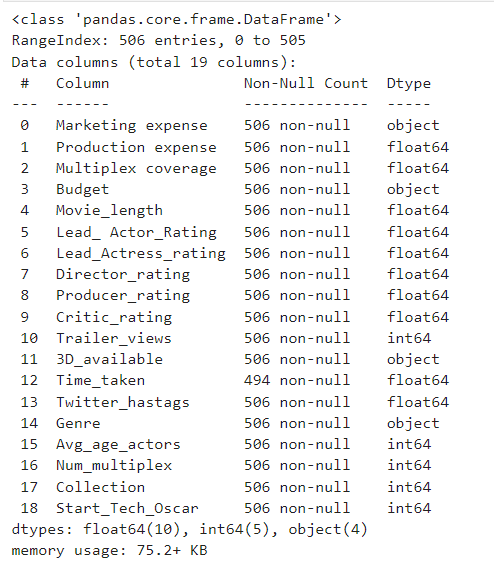 <class 'pandas.core.frame.DataFrame'>
RangeIndex: 506 entries, 0 to 505
Data columns (total 19 columns):
 #   Column               Non-Null Count  Dtype
---  ------               --------------  -----
 0   Marketing expense    506 non-null    object
 1   Production expense   506 non-null    float64
 2   Multiplex coverage   506 non-null    float64
 3   Budget               506 non-null    object
 4   Movie_length         506 non-null    float64
 5   Lead_ Actor_Rating   506 non-null    float64
 6   Lead_Actress_rating  506 non-null    float64
 7   Director_rating      506 non-null    float64
 8   Producer_rating      506 non-null    float64
 9   Critic_rating        506 non-null    float64
 10  Trailer_views        506 non-null    int64
 11  3D_available         506 non-null    object
 12  Time_taken           494 non-null    float64
 13  Twitter_hastags      506 non-null    float64
 14  Genre                506 non-null    object
 15  Avg_age_actors       506 non-null    int64
 16  Num_multiplex        506 non-null    int64
 17  Collection           506 non-null    int64
 18  Start_Tech_Oscar     506 non-null    int64
dtypes: float64(10), int64(5), object(4)
memory usage: 75.2+ KB